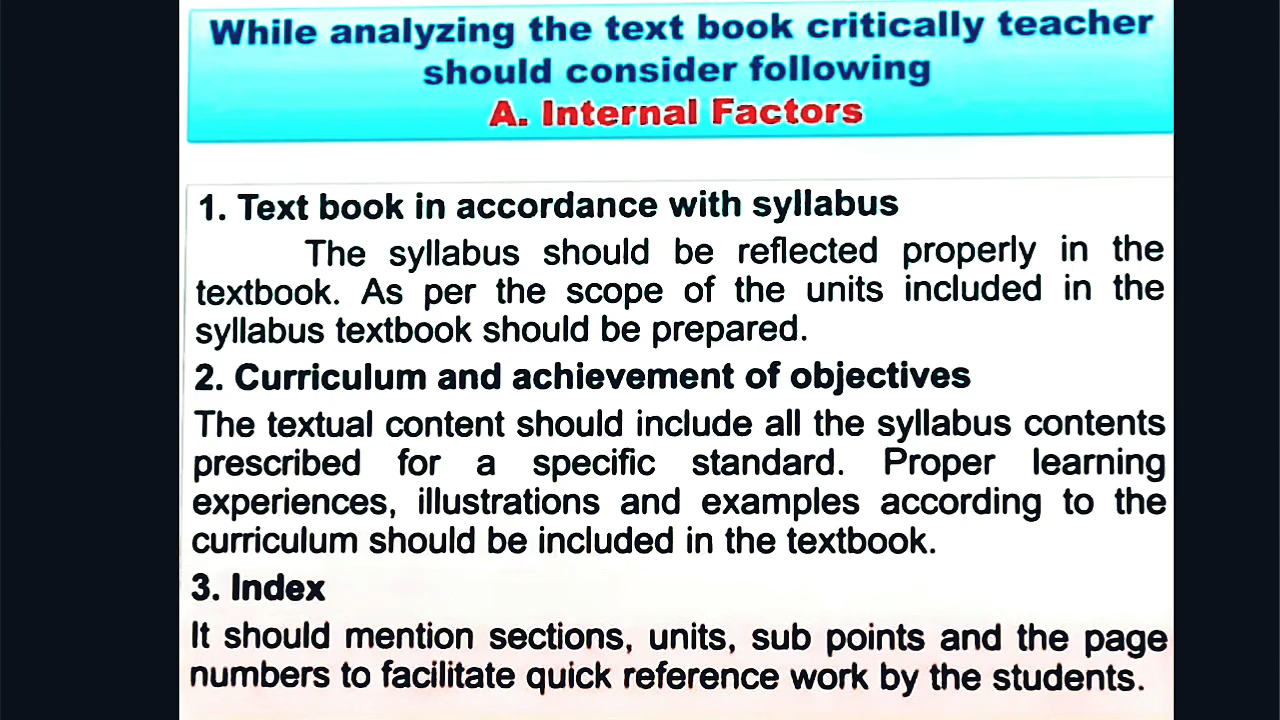 While analyzing the text book critically teacher
should consider following
A. Internal Factors
1. Text book in accordance with syllabus
The syllabus should be reflected properly in the
textbook. As per the scope of the units included in the
syllabus textbook should be prepared.
2. Curriculum and achievement of objectives
The textual content should include all the syllabus contents
prescribed for a specific standard. Proper learning
experiences, illustrations and examples according to the
curriculum should be included in the textbook.
3. Index
It should mention sections, units, sub points and the page
numbers to facilitate quick reference work by the students.